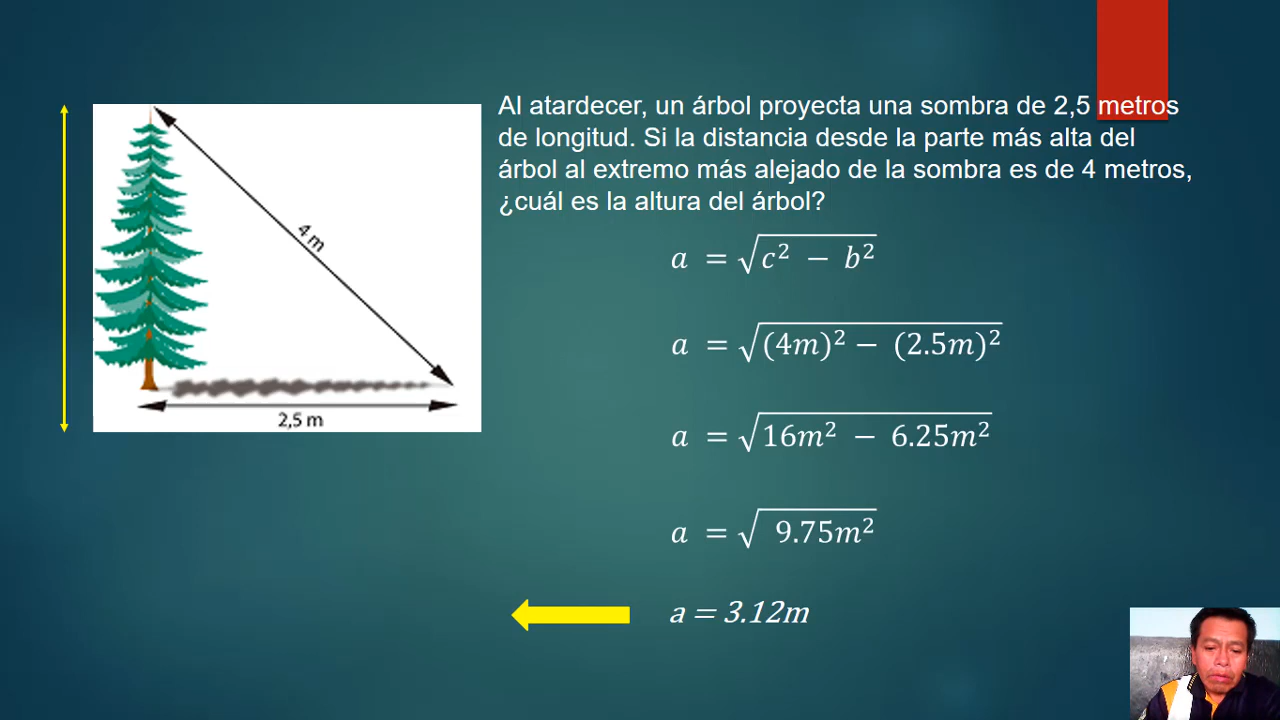 Al atardecer, un árbol proyecta una sombra de 2,5 metros
de longitud. Si la distancia desde la parte más alta del
árbol al extremo más alejado de la sombra es de 4 metros,
¿cuál es la altura del árbol?
4 m
2,5 m
a = √(c² − b²)
a = √((4m)² − (2.5m)²)
a = √(16m² − 6.25m²)
a = √(9.75m²)
a = 3.12m